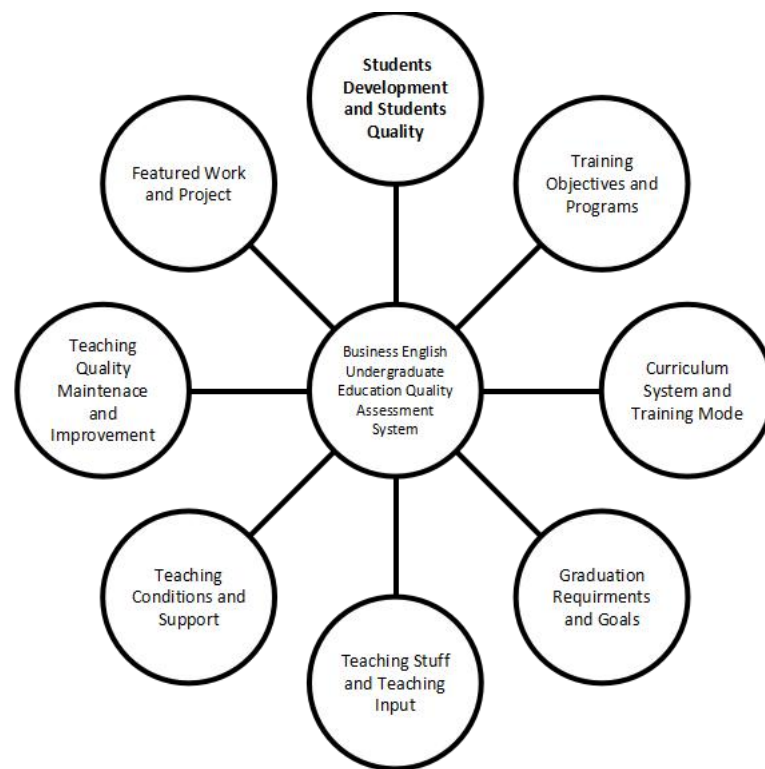 Students
Development
and Students
Quality
Training
Objectives and
Programs
Curriculum
System and
Training Mode
Graduation
Requirments
and Goals
Teaching Stuff
and Teaching
Input
Teaching
Conditions and
Support
Teaching
Quality
Maintenace
and
Improvement
Featured Work
and Project
Business English
Undergraduate
Education Quality
Assessment
System